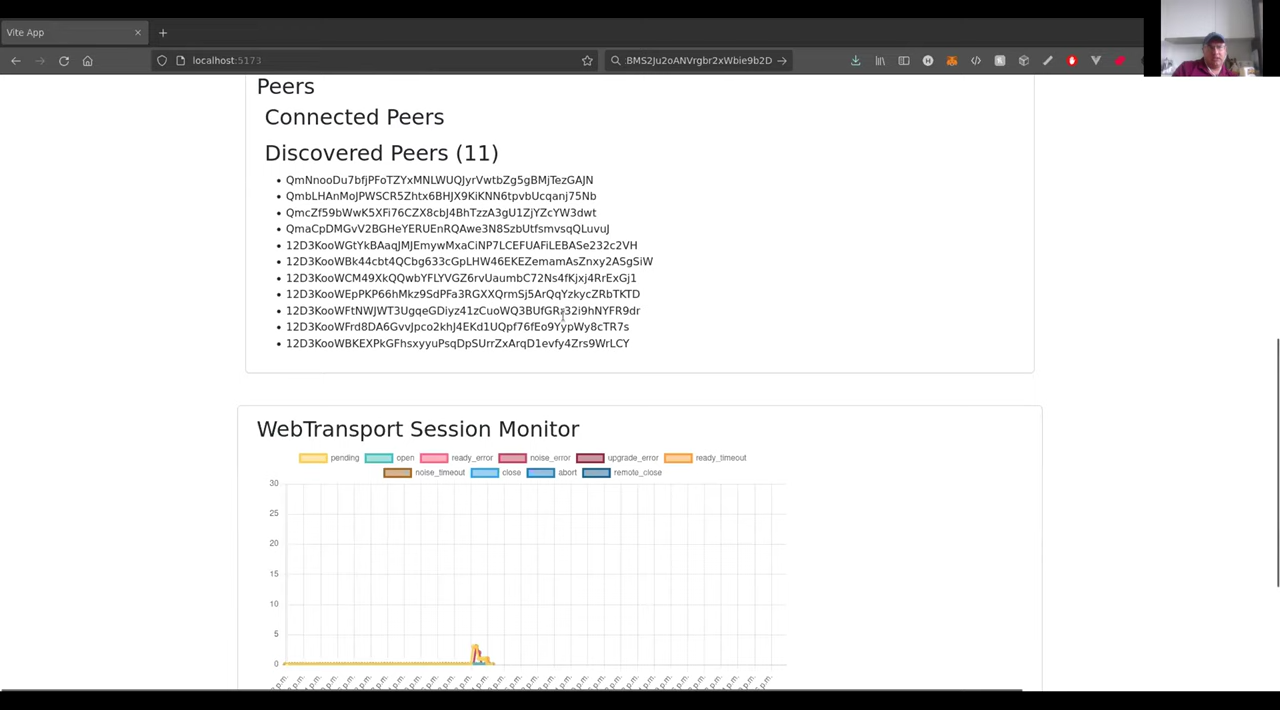 Vite App
localhost:5173
BMS2Ju2oANVrgbr2xWbie9b2D
Peers
Connected Peers
Discovered Peers (11)
QmNnooDu7bfjPFoTZYxMNLWUQJyrVwtbZg5gBMjTezGAJN
QmbLHAnMoJPWSCR5Zhtx6BHJX9KiKNN6tpvbUcqanj75Nb
QmcZf59bWwK5XFi76CZX8cbJ4BhTzzA3gU1ZjYZcYW3dwt
QmaCpDMGvV2BGHeYERUEnRQAwe3N8SzbUtfsmvsqQLuvuJ
12D3KooWGtYkBAaqJMJEmywMxaCiNP7LCEFUAFiLEBASe232c2VH
12D3KooWBk44cbt4QCbg633cGpLHW46EKEZemamAsZnxy2ASgSiW
12D3KooWCM49XkQQwbYFLYVGZ6rvUaumbC72Ns4fKjxj4RrExGj1
12D3KooWEpPKP66hMkz9SdPFa3RGXXQrmSj5ArQqYzkycZRbTKTD
12D3KooWFrd8DA6GvvJpco2khJ4EKd1UQpf76fEo9YypWy8cTR7s
12D3KooWBKEXPkGFhsxyyuPsqDpSUrrZxArqD1evfy4Zrs9WrLCY
WebTransport Session Monitor
pending open ready_error noise_error upgrade_error ready_timeout
noise_timeout close abort remote_close
30
25
20
15
10
5
0